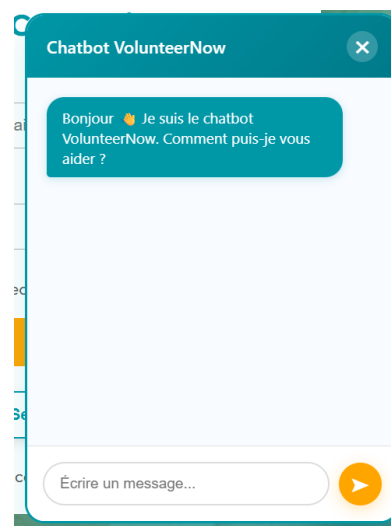 Chatbot VolunteerNow
Bonjour 👋 Je suis le chatbot
VolunteerNow. Comment puis-je vous
aider ?
Écrire un message...